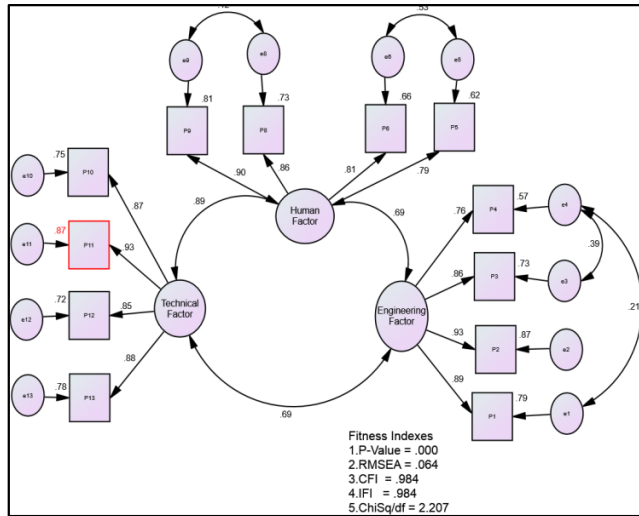 .53
e9
e8
e6
e5
.81
.73
.66
.62
P9
P8
P6
P5
.90
.86
.81
.79
.75
e10
P10
.87
.87
e11
P11
.93
.72
e12
P12
.85
.78
e13
P13
.88
.89
Human
Factor
.69
Technical
Factor
Engineering
Factor
.69
.76
P4
.57
e4
.39
.86
P3
.73
e3
.21
.93
P2
.87
e2
.89
P1
.79
e1
Fitness Indexes
1.P-Value = .000
2.RMSEA = .064
3.CFI = .984
4.IFI = .984
5.ChiSq/df = 2.207